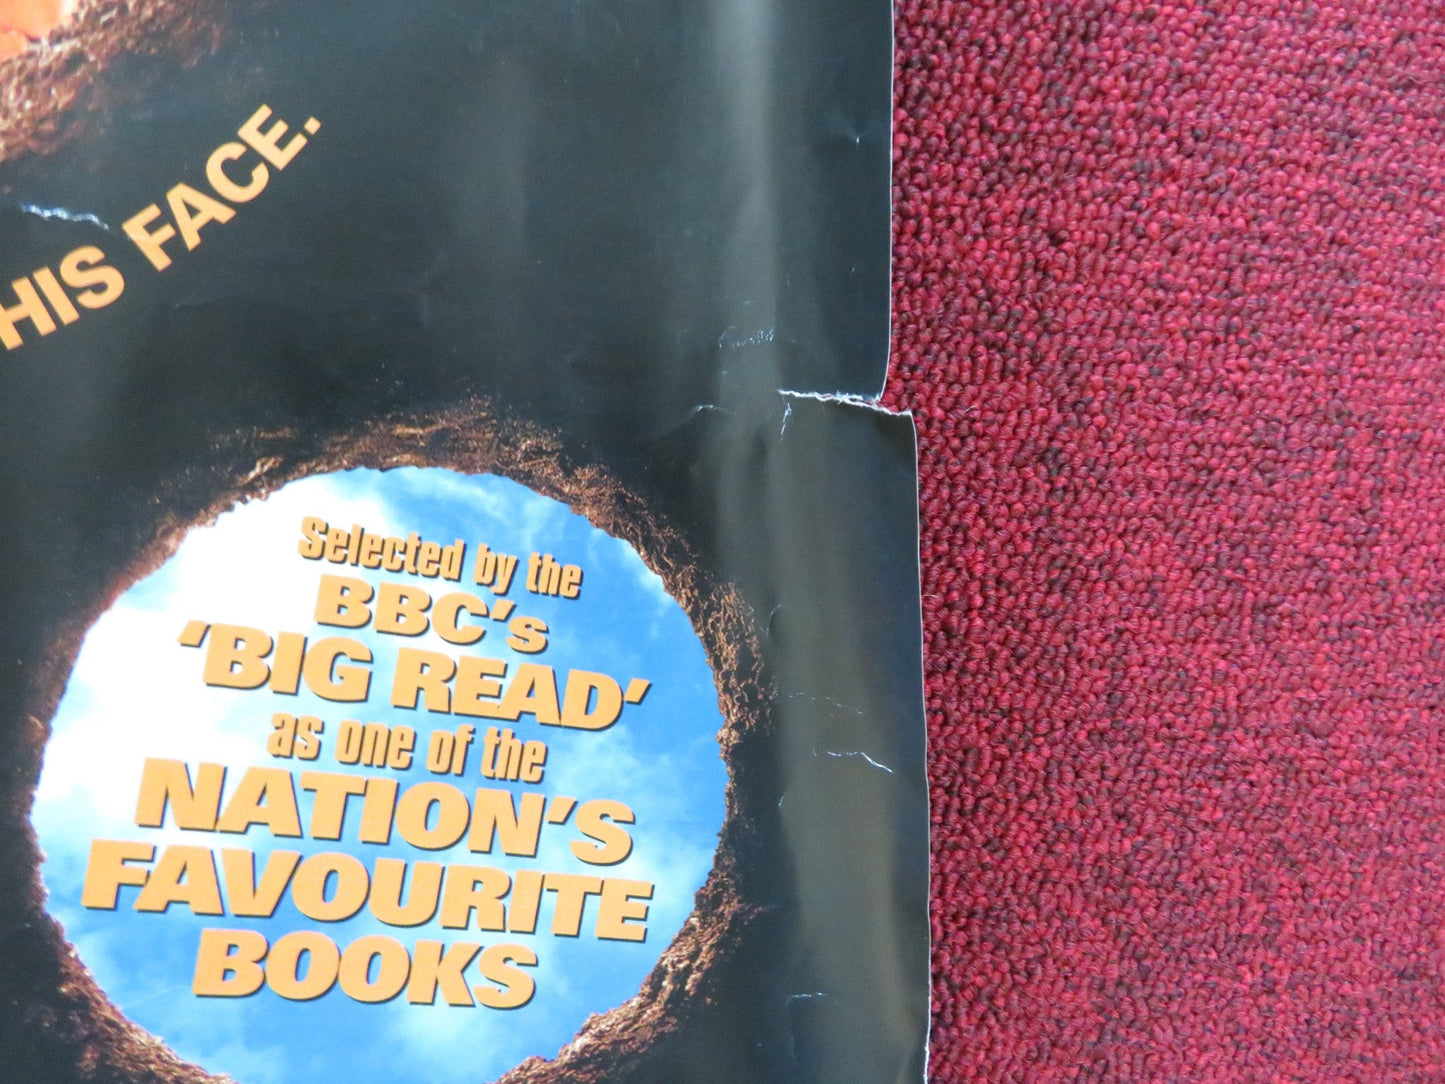 HIS FACE.
Selected by the
BBC's
'BIG READ'
as one of the
NATION'S
FAVOURITE
BOOKS